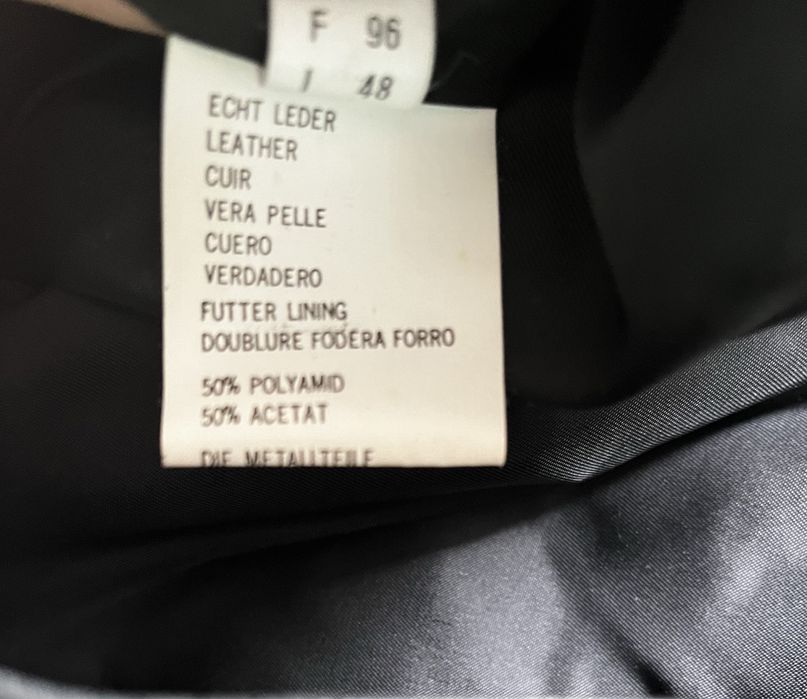 F 96
I 48
ECHT LEDER
LEATHER
CUIR
VERA PELLE
CUERO
VERDADERO
FUTTER LINING
DOUBLURE FODERA FORRO
50% POLYAMID
50% ACETAT
DIE METALLTEILE